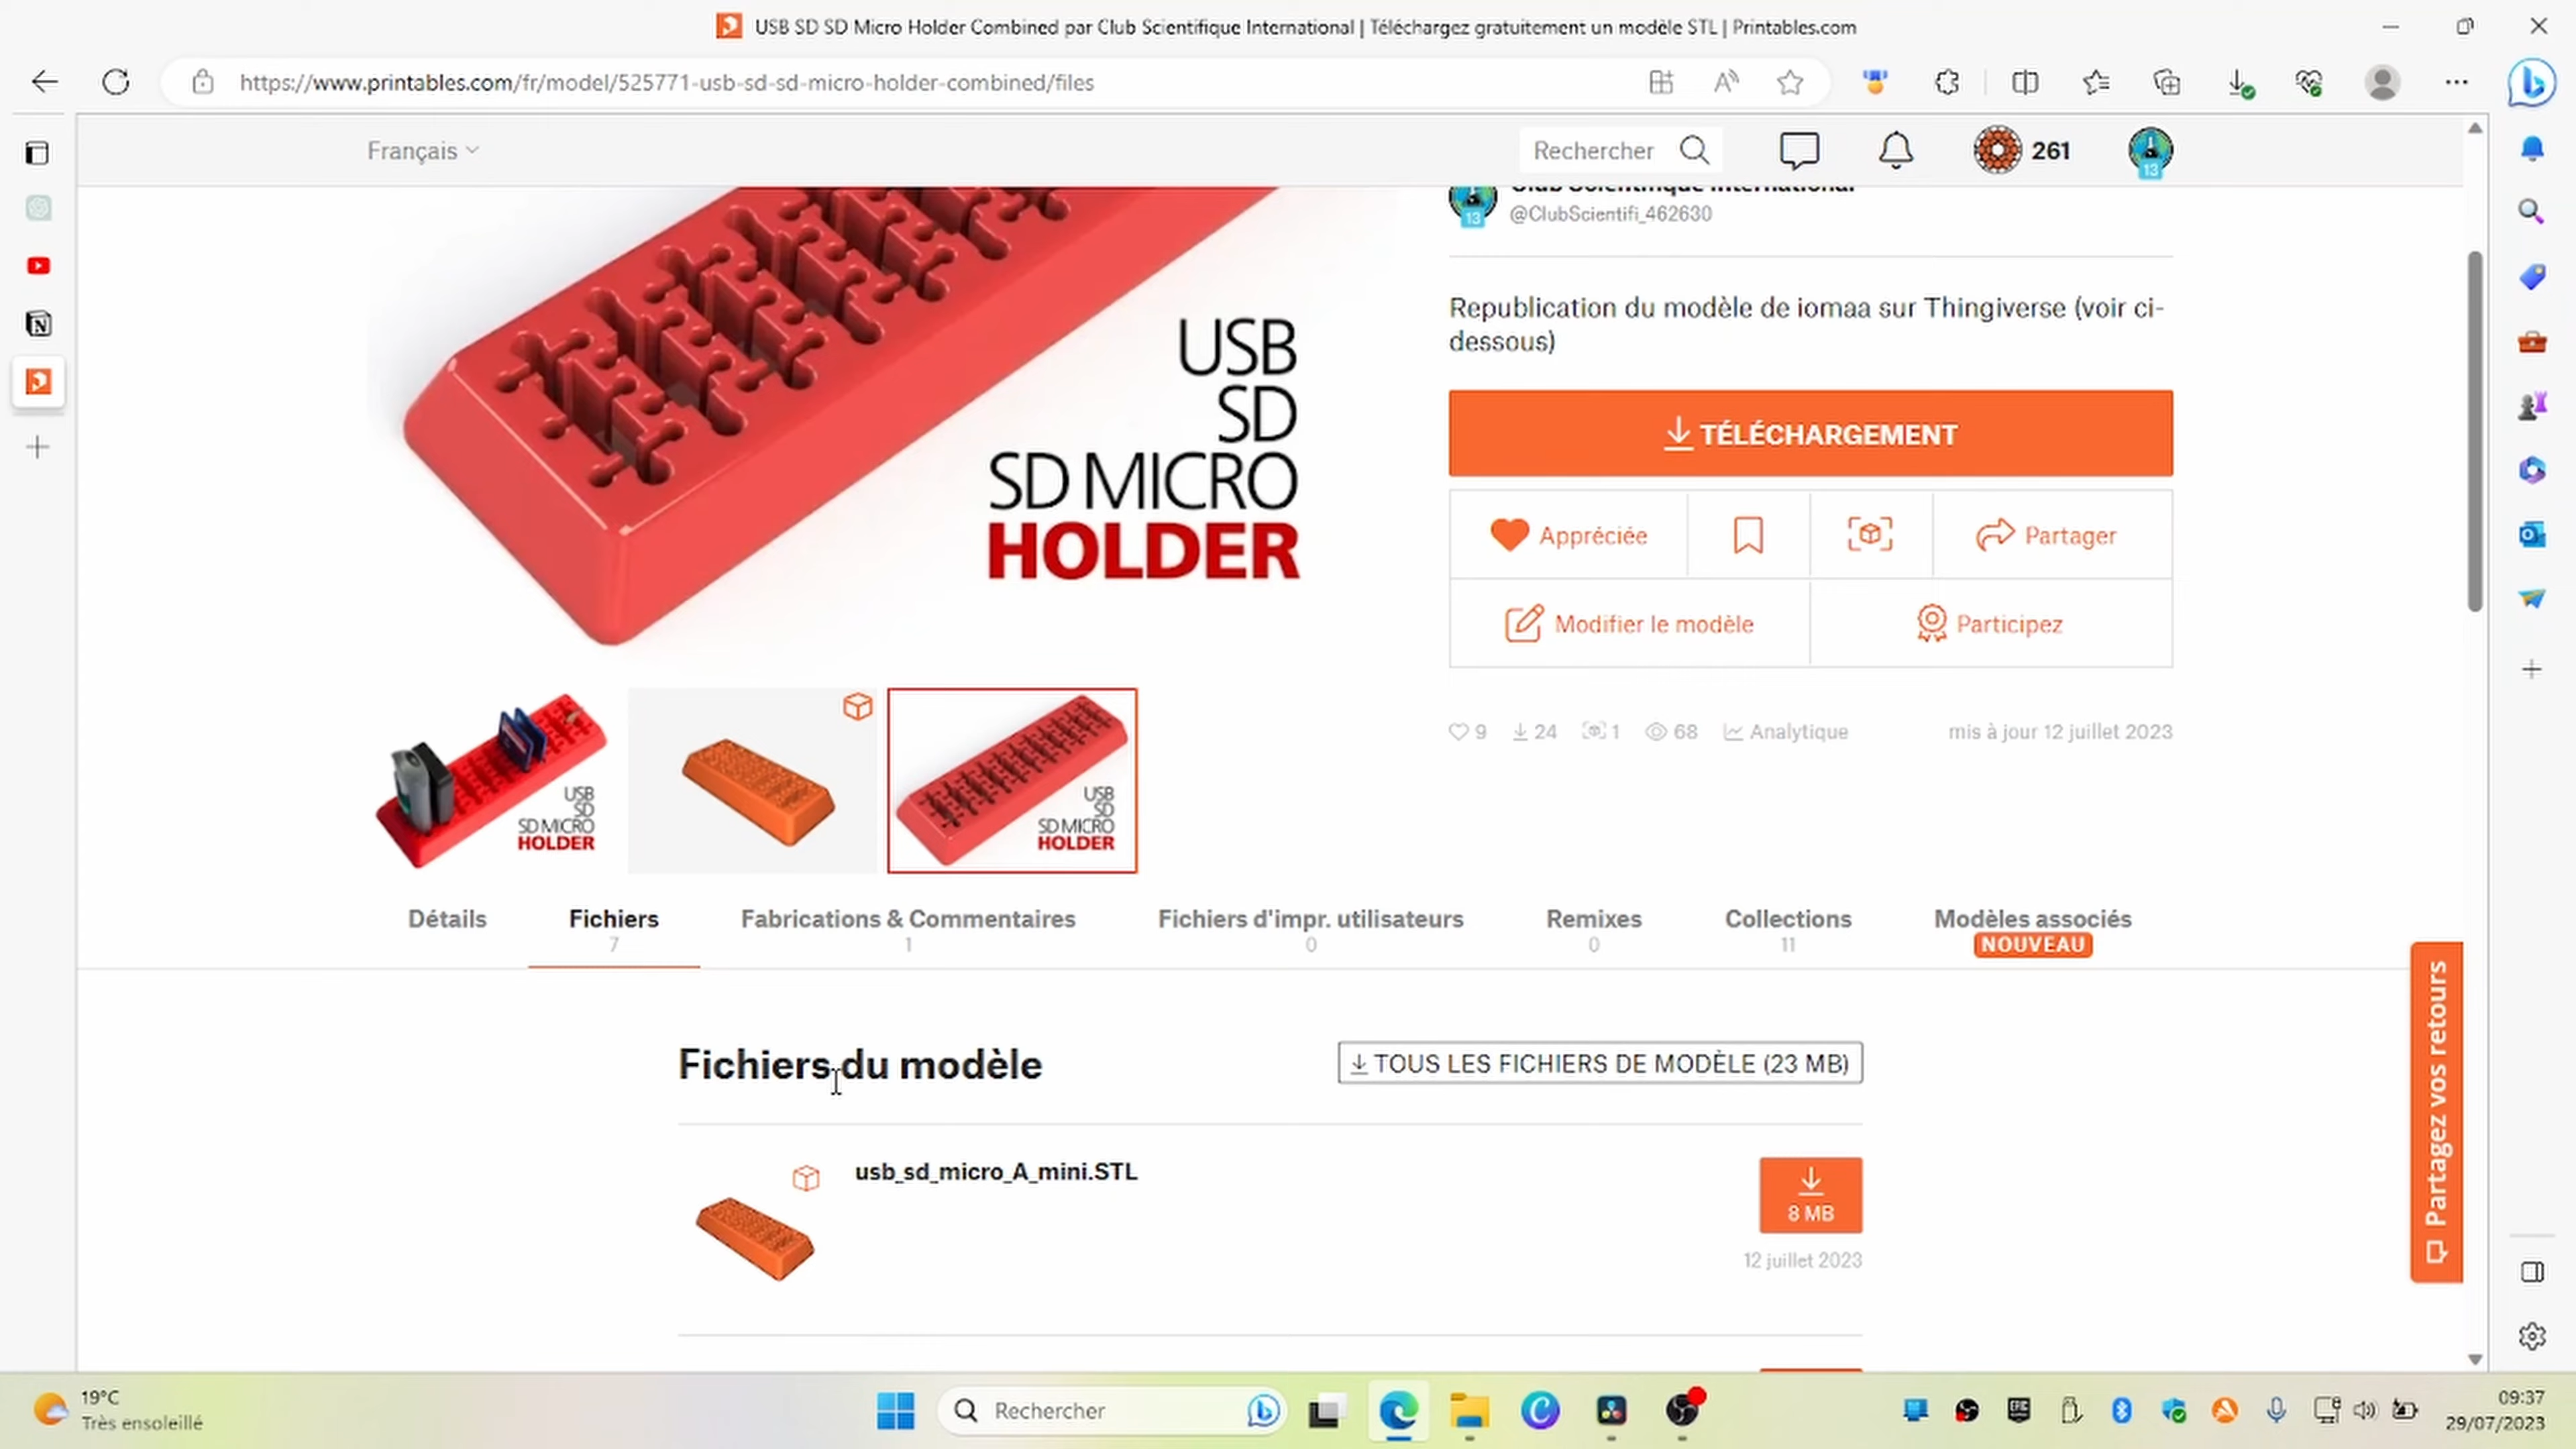 USB SD SD Micro Holder Combined par Club Scientifique International | Téléchargez gratuitement un modèle STL | Printables.com
https://www.printables.com/fr/model/525771-usb-sd-sd-micro-holder-combined/files
Français
Rechercher
261
13
Club Scientifique International
13
@ClubScientifi_462630
Republication du modèle de iomaa sur Thingiverse (voir ci-
dessous)
USB
SD
SD MICRO
HOLDER
TÉLÉCHARGEMENT
Appréciée
Partager
Modifier le modèle
Participez
9
24
1
68
Analytique
mis à jour 12 juillet 2023
USB
SD
SD MICRO
HOLDER
USB
SD
SD MICRO
HOLDER
Détails
Fichiers
7
Fabrications & Commentaires
1
Fichiers d'impr. utilisateurs
0
Remixes
0
Collections
11
Modèles associés
NOUVEAU
Partagez vos retours
Fichiers du modèle
TOUS LES FICHIERS DE MODÈLE (23 MB)
usb_sd_micro_A_mini.STL
8 MB
12 juillet 2023
19°C
Très ensoleillé
Rechercher
EPIC
09:37
29/07/2023